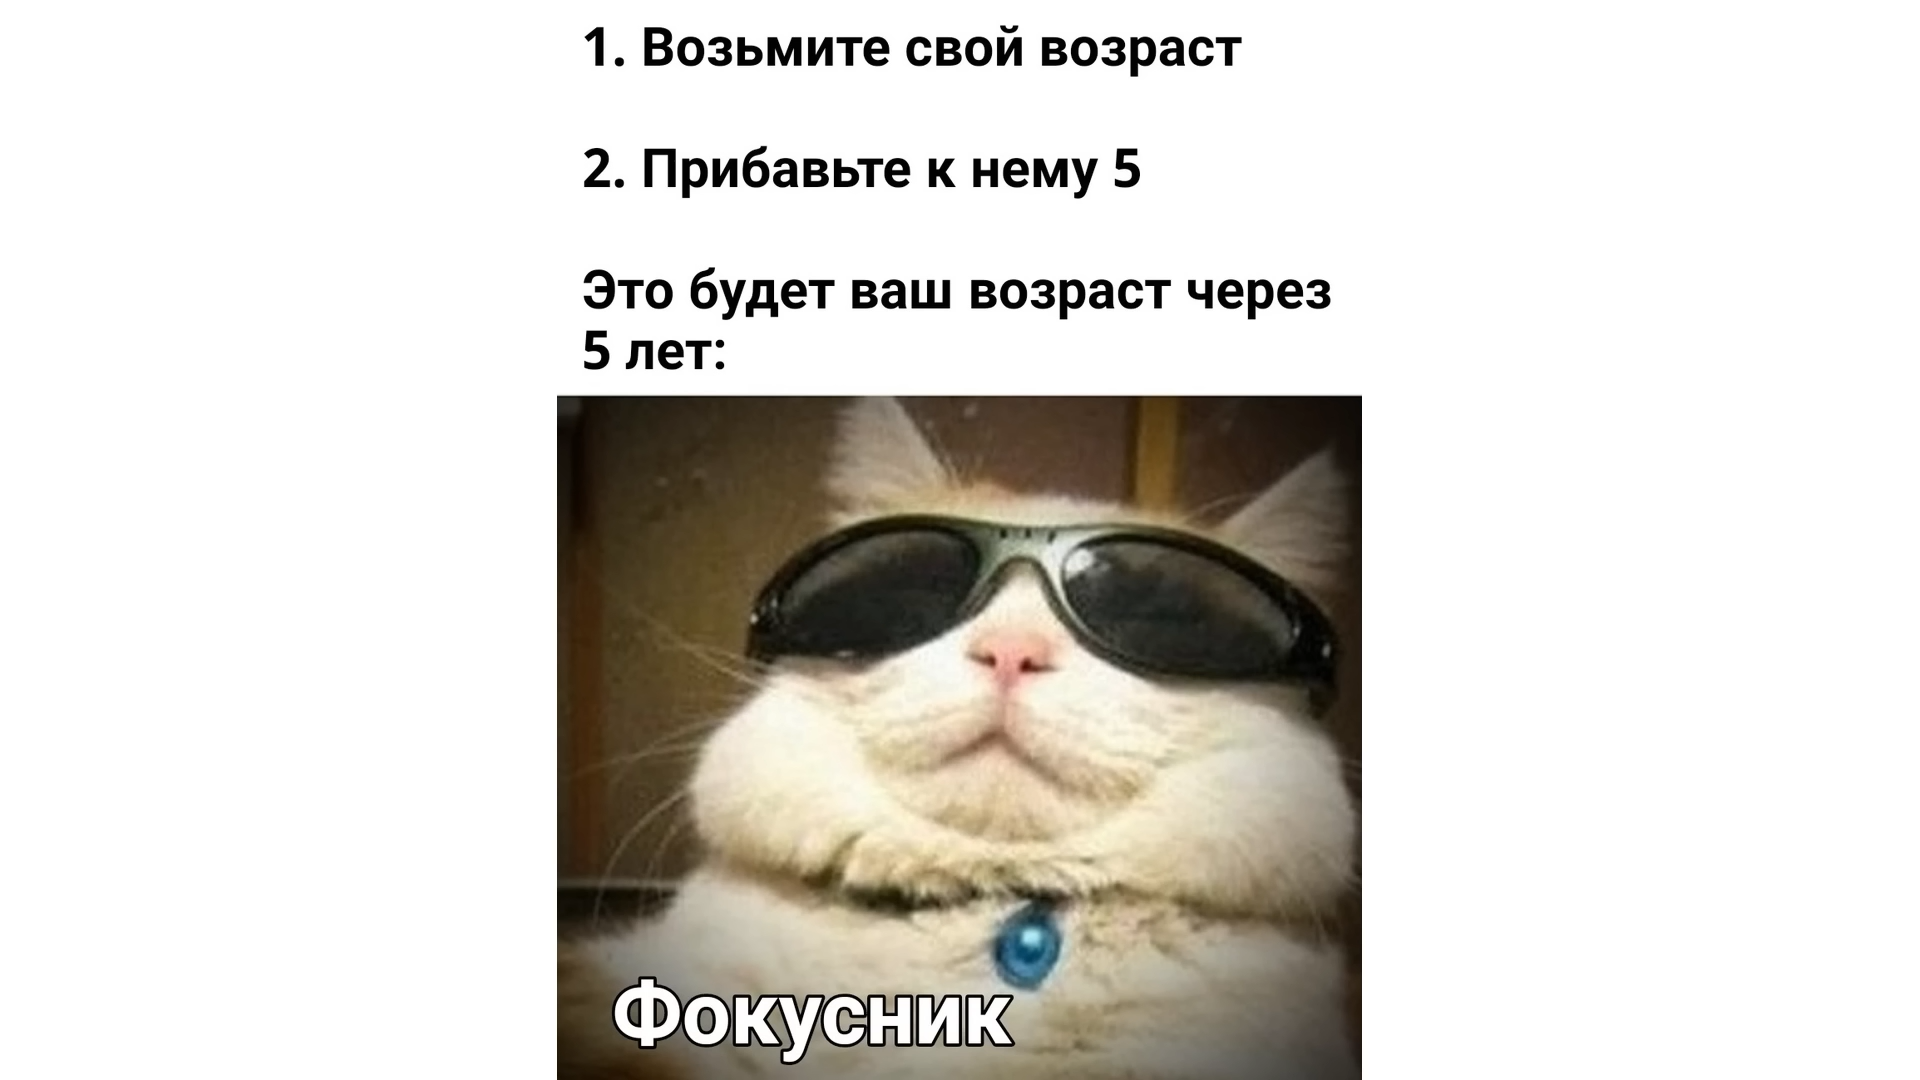 1. Возьмите свой возраст
2. Прибавьте к нему 5
Это будет ваш возраст через
5 лет:
Фокусник